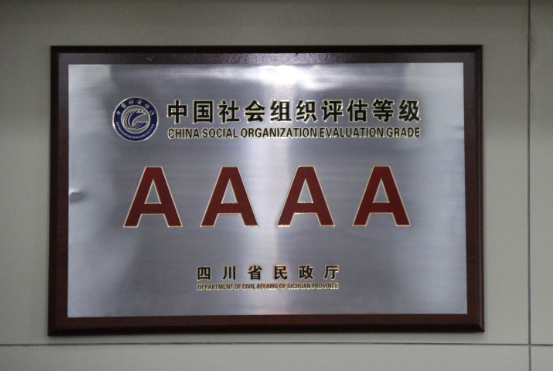 中国社会组织评估等级
CHINA SOCIAL ORGANIZATION EVALUATION GRADE
AAAA
四川省民政厅
DEPARTMENT OF CIVIL AFFAIRS OF SICHUAN PROVINCE